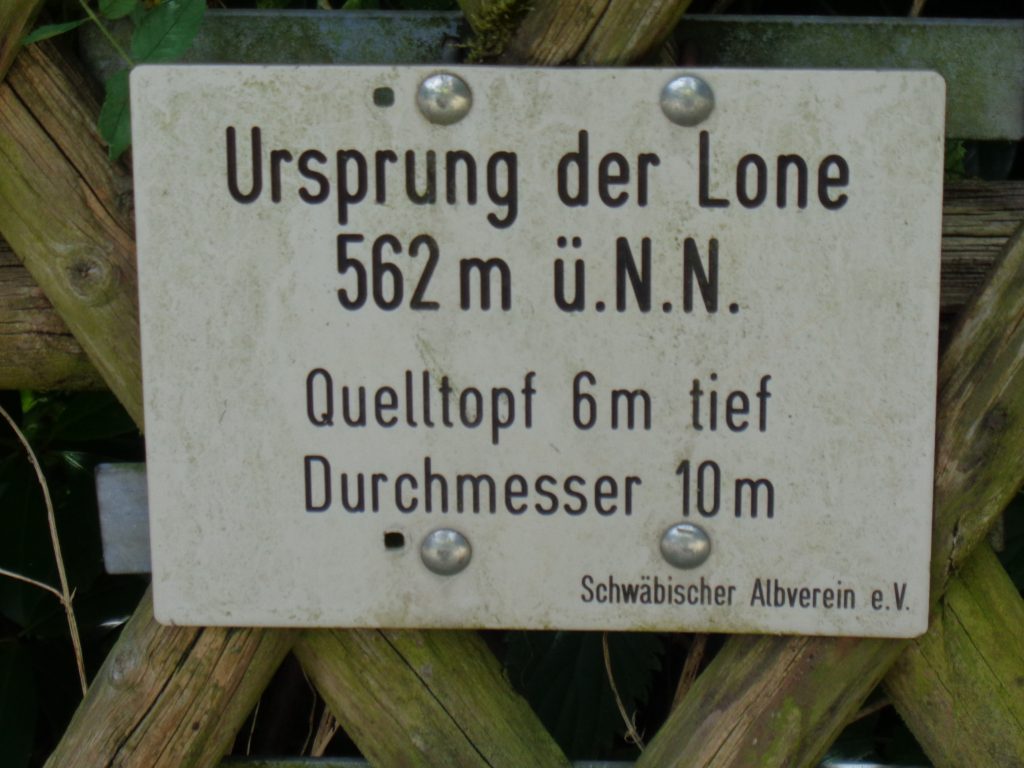 Ursprung der Lone
562 m ü.N.N.
Quelltopf 6 m tief
Durchmesser 10 m
Schwäbischer Albverein e.V.